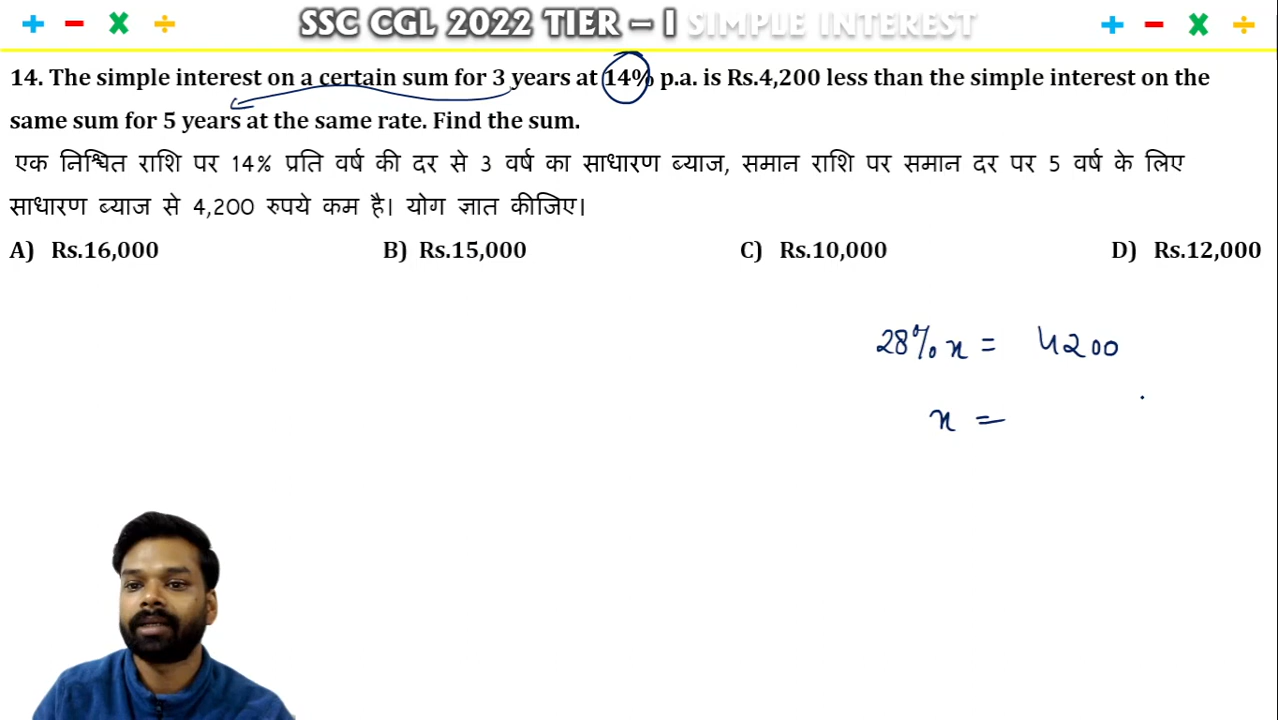 + - × ÷ SSC CGL 2022 TIER – I SIMPLE INTEREST + - × ÷
14. The simple interest on a certain sum for 3 years at 14% p.a. is Rs.4,200 less than the simple interest on the
same sum for 5 years at the same rate. Find the sum.
एक निश्चित राशि पर 14% प्रति वर्ष की दर से 3 वर्ष का साधारण ब्याज, समान राशि पर समान दर पर 5 वर्ष के लिए
साधारण ब्याज से 4,200 रुपये कम है। योग ज्ञात कीजिए।
A) Rs.16,000 B) Rs.15,000 C) Rs.10,000 D) Rs.12,000
28% x = 4200
x =